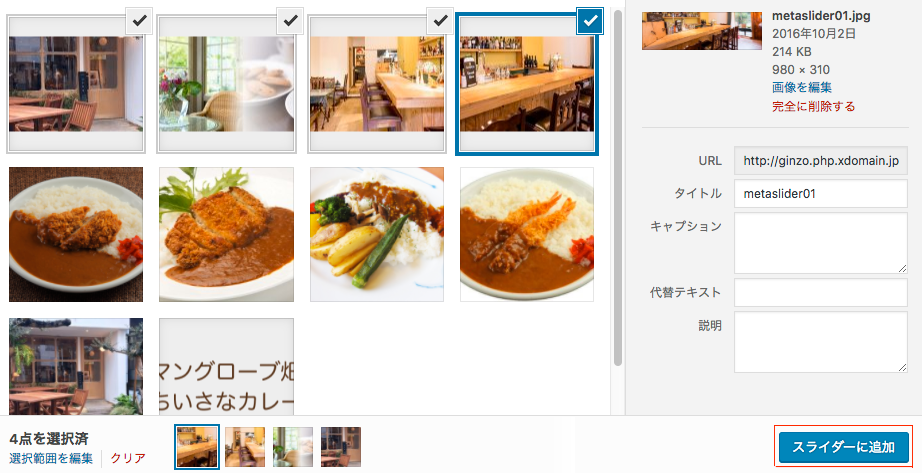 metaslider01.jpg
2016年10月2日
214 KB
980 × 310
画像を編集
完全に削除する
URL
http://ginzo.php.xdomain.jp
タイトル
metaslider01
キャプション
代替テキスト
説明
マングローブ畑
ちいさなカレー
4点を選択済
選択範囲を編集
クリア
スライダーに追加